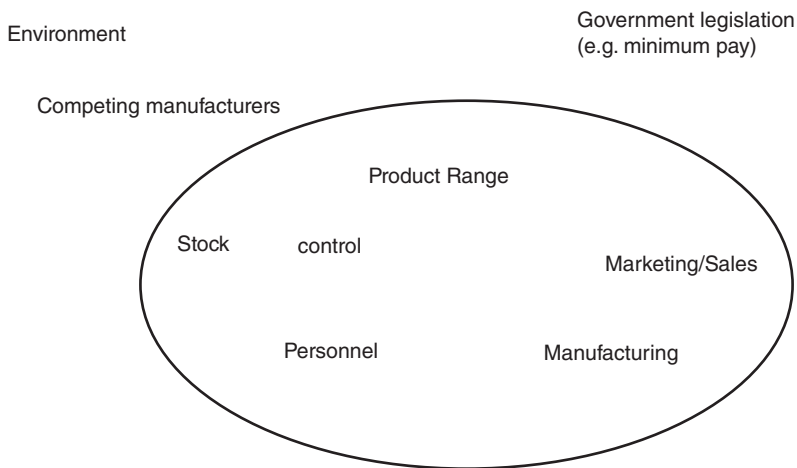 Environment
Government legislation
(e.g. minimum pay)
Competing manufacturers
Product Range
Stock control
Marketing/Sales
Personnel
Manufacturing